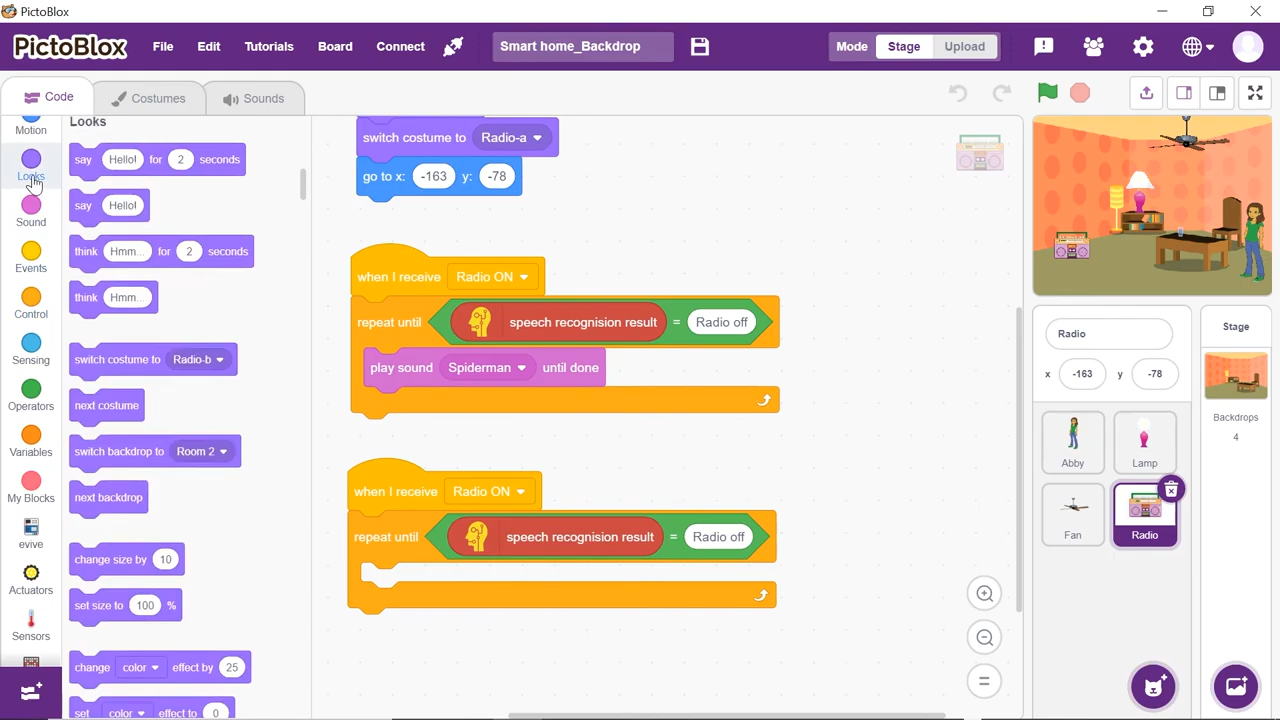 PictoBlox
PictoBlox File Edit Tutorials Board Connect Smart home_Backdrop Mode Stage Upload
Code Costumes Sounds
Motion
Looks
Sound
Events
Control
Sensing
Operators
Variables
My Blocks
evive
Actuators
Sensors
Looks
say Hello! for 2 seconds
say Hello!
think Hmm... for 2 seconds
think Hmm...
switch costume to Radio-b
next costume
switch backdrop to Room 2
next backdrop
change size by 10
set size to 100 %
change color effect by 25
set color effect to 0
switch costume to Radio-a
go to x: -163 y: -78
when I receive Radio ON
repeat until speech recognision result = Radio off
play sound Spiderman until done
when I receive Radio ON
repeat until speech recognision result = Radio off
Radio
x -163 y -78
Abby
Lamp
Fan
Radio
Stage
Backdrops
4